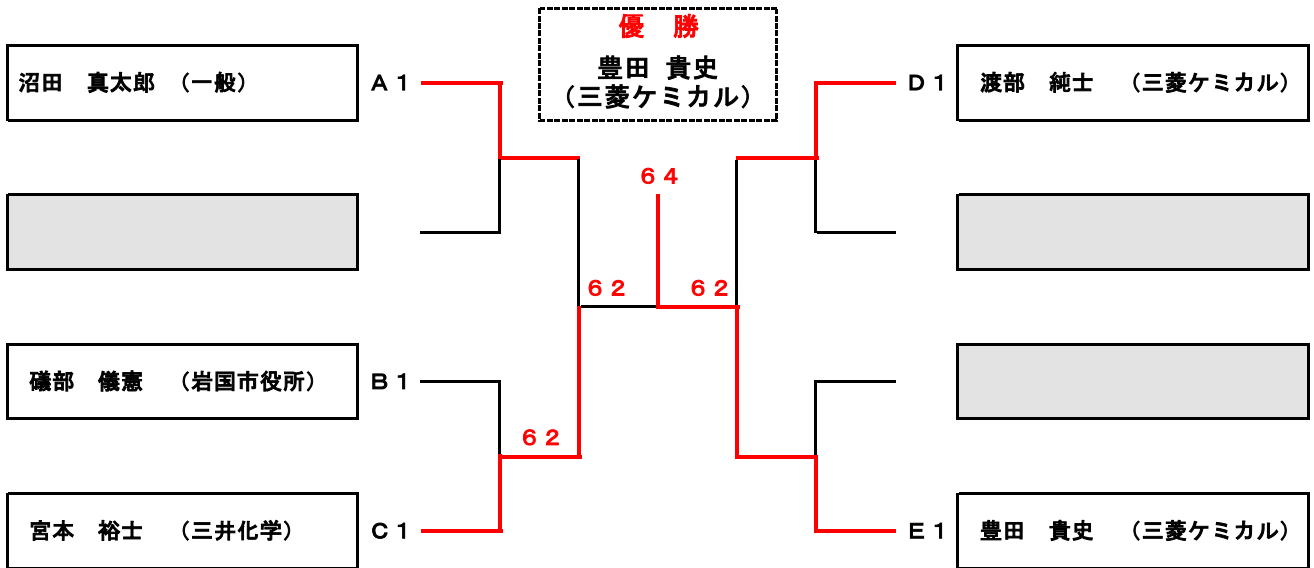 優　勝
豊田 貴史
（三菱ケミカル）
沼田　真太郎　（一般）
Ａ１
Ｄ１
渡部　純士　（三菱ケミカル）
６４
６２
６２
礒部　儀憲　（岩国市役所）
Ｂ１
６２
宮本　裕士　（三井化学）
Ｃ１
Ｅ１
豊田　貴史　（三菱ケミカル）